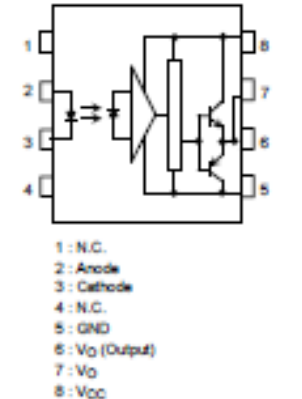 1 8
2 7
3 6
4 5
1 : N.C.
2 : Anode
3 : Cathode
4 : N.C.
5 : GND
6 : VO (Output)
7 : VO
8 : VCC